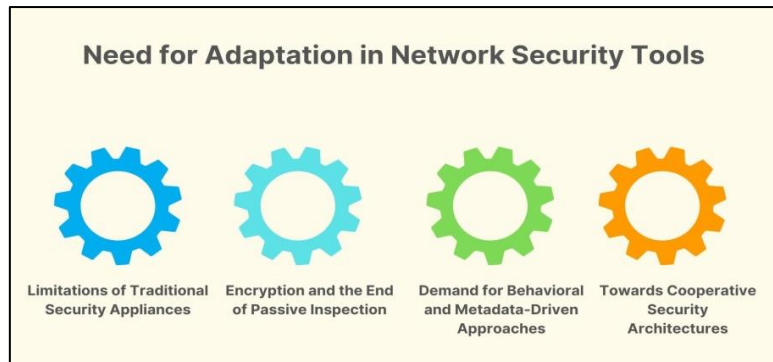 Need for Adaptation in Network Security Tools
Limitations of Traditional
Security Appliances
Encryption and the End
of Passive Inspection
Demand for Behavioral
and Metadata-Driven
Approaches
Towards Cooperative
Security
Architectures